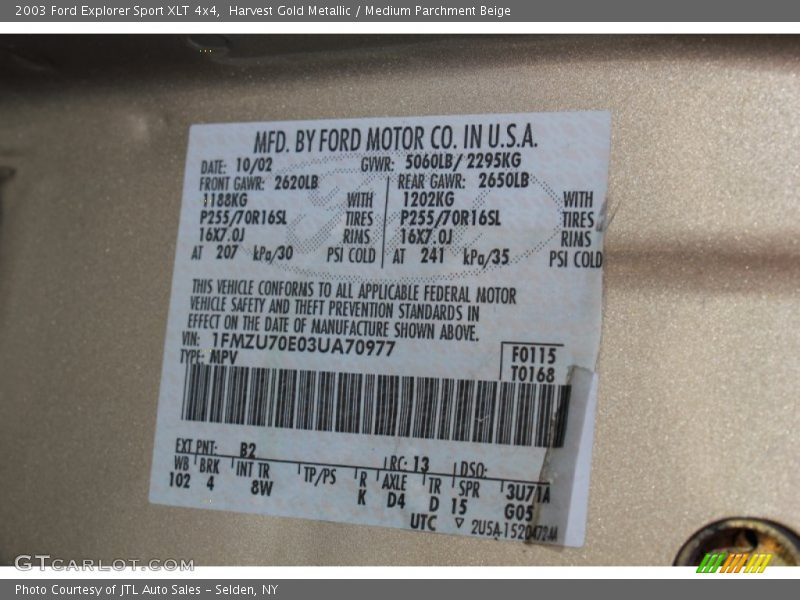 2003 Ford Explorer Sport XLT 4x4,  Harvest Gold Metallic / Medium Parchment Beige
MFD. BY FORD MOTOR CO. IN U.S.A.
DATE: 10/02 GVWR: 5060LB/ 2295KG
FRONT GAWR: 2620LB REAR GAWR: 2650LB
1188KG WITH 1202KG WITH
P255/70R16SL TIRES P255/70R16SL TIRES
16X7.0J RIMS 16X7.0J RIMS
AT 207 kPa/30 PSI COLD AT 241 kPa/35 PSI COLD
THIS VEHICLE CONFORMS TO ALL APPLICABLE FEDERAL MOTOR
VEHICLE SAFETY AND THEFT PREVENTION STANDARDS IN
EFFECT ON THE DATE OF MANUFACTURE SHOWN ABOVE.
VIN: 1FMZU70E03UA70977
TYPE: MPV
F0115
T0168
EXT PNT: B2 RC: 13 DSO:
WB BRK INT TR TP/PS R AXLE TR SPR 3U71A
102 4 8W K D4 D 15 G05
UTC ▽ 2USA-1520472AA
GTCarLot.com
Photo Courtesy of JTL Auto Sales - Selden, NY